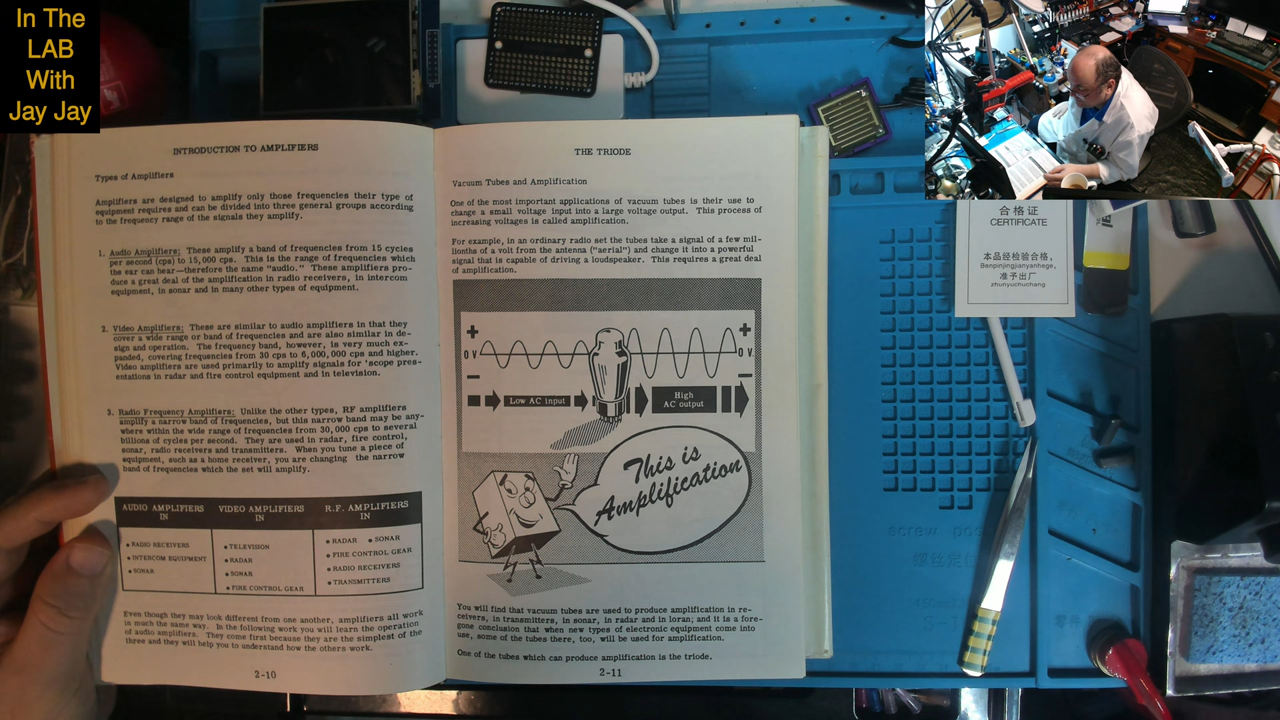 In The
LAB
With
Jay Jay
INTRODUCTION TO AMPLIFIERS
Types of Amplifiers
Amplifiers are designed to amplify only those frequencies their type of
equipment requires and can be divided into three general groups according
to the frequency range of the signals they amplify.
1. Audio Amplifiers: These amplify a band of frequencies from 15 cycles
per second (cps) to 15,000 cps. This is the range of frequencies which
the ear can hear—therefore the name "audio." These amplifiers pro-
duce a great deal of the amplification in radio receivers, in intercom
equipment, in sonar and in many other types of equipment.
2. Video Amplifiers: These are similar to audio amplifiers in that they
cover a wide range or band of frequencies and are also similar in de-
sign and operation. The frequency band, however, is very much ex-
panded, covering frequencies from 30 cps to 6,000,000 cps and higher.
Video amplifiers are used primarily to amplify signals for 'scope pres-
entations in radar and fire control equipment and in television.
3. Radio Frequency Amplifiers: Unlike the other types, RF amplifiers
amplify a narrow band of frequencies, but this narrow band may be any-
where within the wide range of frequencies from 30,000 cps to several
billions of cycles per second. They are used in radar, fire control,
sonar, radio receivers and transmitters. When you tune a piece of
equipment, such as a home receiver, you are changing the narrow
band of frequencies which the set will amplify.
AUDIO AMPLIFIERS
IN
• RADIO RECEIVERS
• INTERCOM EQUIPMENT
• SONAR
VIDEO AMPLIFIERS
IN
• TELEVISION
• RADAR
• SONAR
• FIRE CONTROL GEAR
R.F. AMPLIFIERS
IN
• RADAR • SONAR
• FIRE CONTROL GEAR
• RADIO RECEIVERS
• TRANSMITTERS
Even though they may look different from one another, amplifiers all work
in much the same way. In the following work you will learn the operation
of audio amplifiers. They come first because they are the simplest of the
three and they will help you to understand how the others work.
2-10
THE TRIODE
Vacuum Tubes and Amplification
One of the most important applications of vacuum tubes is their use to
change a small voltage input into a large voltage output. This process of
increasing voltages is called amplification.
For example, in an ordinary radio set the tubes take a signal of a few mil-
lionths of a volt from the antenna ("aerial") and change it into a powerful
signal that is capable of driving a loudspeaker. This requires a great deal
of amplification.
+ +
0 V 0 V
− −
Low AC input
High
AC output
This is
Amplification
You will find that vacuum tubes are used to produce amplification in re-
ceivers, in transmitters, in sonar, in radar and in loran; and it is a fore-
gone conclusion that when new types of electronic equipment come into
use, some of the tubes there, too, will be used for amplification.
One of the tubes which can produce amplification is the triode.
2-11
合格证
CERTIFICATE
本品经检验合格，
Benpinjingjianyanhege,
准予出厂
zhunyuchuchang
screw pos
螺丝定位